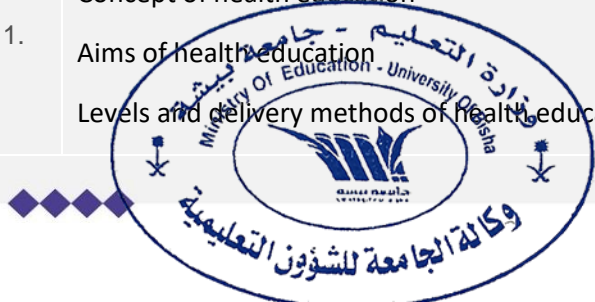 Concept of health education
1.
Aims of health education
Levels and delivery methods of health educ
وزارة التعليم - جامعة بيشة
Ministry Of Education - University Of Bisha
جامعة بيشة
وكالة الجامعة للشؤون التعليمية